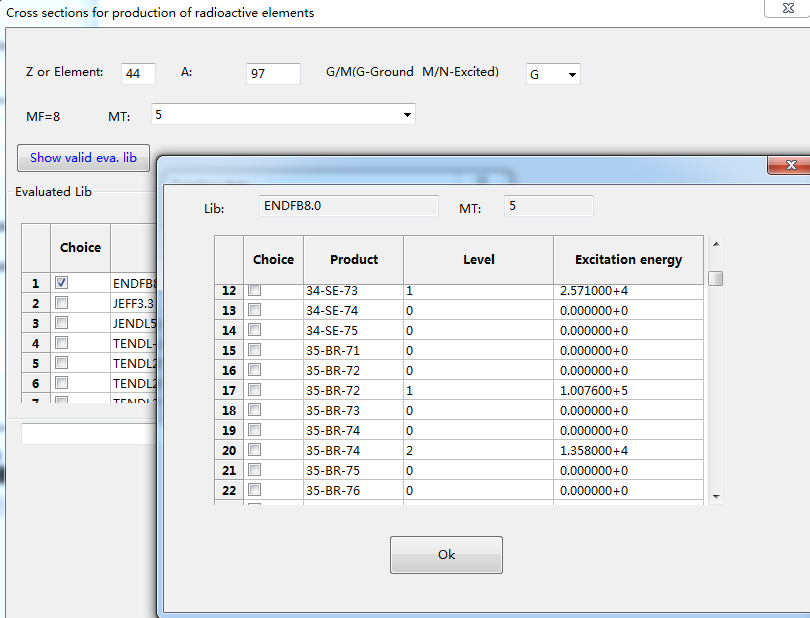 Cross sections for production of radioactive elements
Z or Element: 44 A: 97 G/M(G-Ground M/N-Excited) G
MF=8 MT: 5
Show valid eva. lib
Evaluated Lib
Choice
1 ENDFB8
2 JEFF3.3
3 JENDL5
4 TENDL-
5 TENDL2
6 TENDL2
Lib: ENDFB8.0 MT: 5
Choice Product Level Excitation energy
12 34-SE-73 1 2.571000+4
13 34-SE-74 0 0.000000+0
14 34-SE-75 0 0.000000+0
15 35-BR-71 0 0.000000+0
16 35-BR-72 0 0.000000+0
17 35-BR-72 1 1.007600+5
18 35-BR-73 0 0.000000+0
19 35-BR-74 0 0.000000+0
20 35-BR-74 2 1.358000+4
21 35-BR-75 0 0.000000+0
22 35-BR-76 0 0.000000+0
Ok